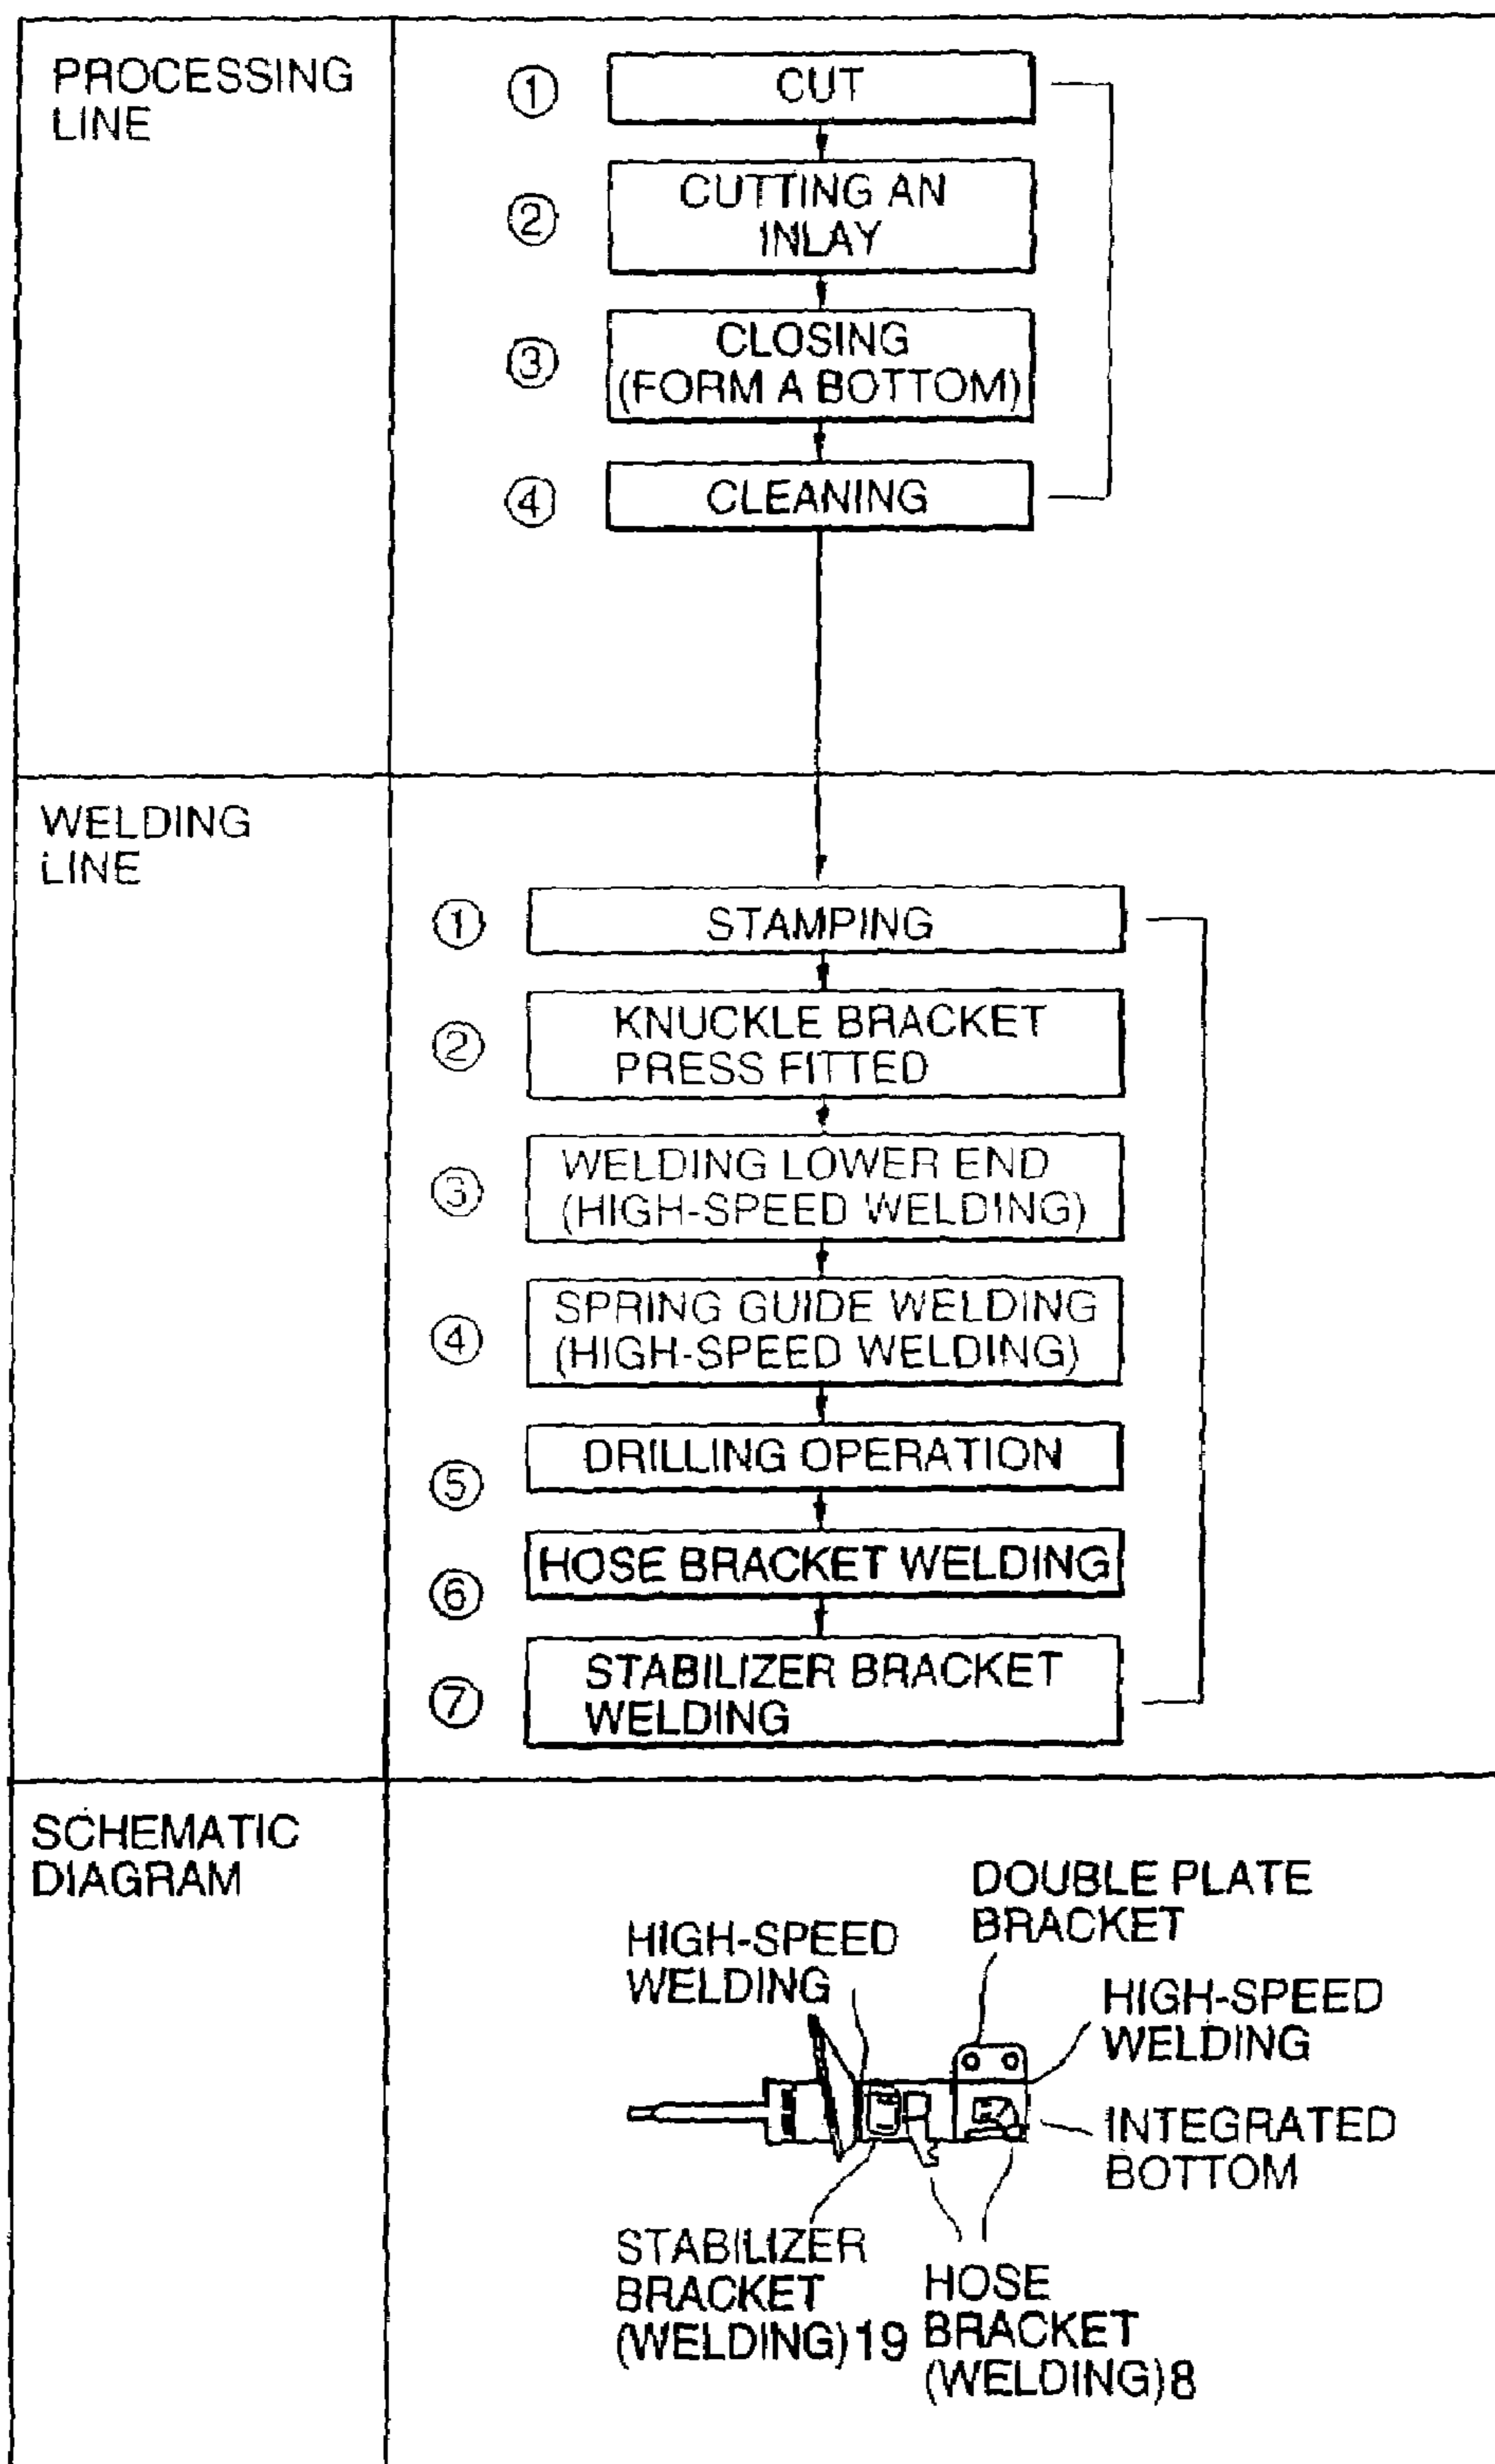 PROCESSING
LINE
① CUT
② CUTTING AN
INLAY
③ CLOSING
(FORM A BOTTOM)
④ CLEANING
WELDING
LINE
① STAMPING
② KNUCKLE BRACKET
PRESS FITTED
③ WELDING LOWER END
(HIGH-SPEED WELDING)
④ SPRING GUIDE WELDING
(HIGH-SPEED WELDING)
⑤ DRILLING OPERATION
⑥ HOSE BRACKET WELDING
⑦ STABILIZER BRACKET
WELDING
SCHEMATIC
DIAGRAM
DOUBLE PLATE
BRACKET
HIGH-SPEED
WELDING
HIGH-SPEED
WELDING
INTEGRATED
BOTTOM
STABILIZER
BRACKET
(WELDING)19
HOSE
BRACKET
(WELDING)8